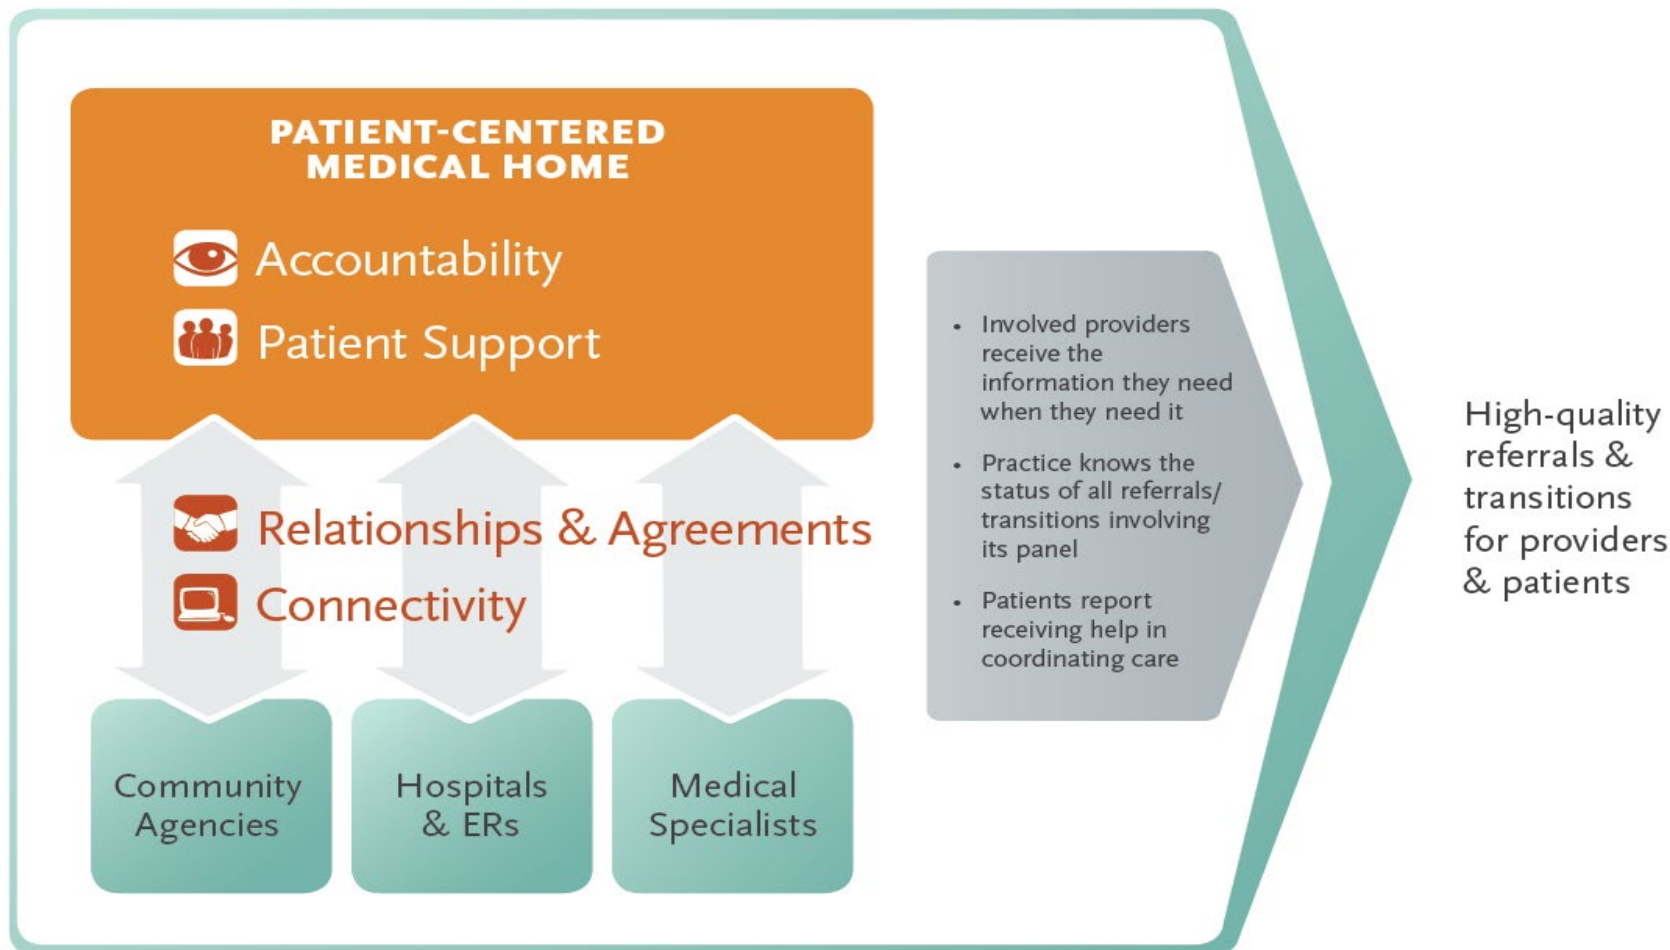 PATIENT-CENTERED
MEDICAL HOME
Accountability
Patient Support
Relationships & Agreements
Connectivity
Community
Agencies
Hospitals
& ERs
Medical
Specialists
• Involved providers
receive the
information they need
when they need it
• Practice knows the
status of all referrals/
transitions involving
its panel
• Patients report
receiving help in
coordinating care
High-quality
referrals &
transitions
for providers
& patients